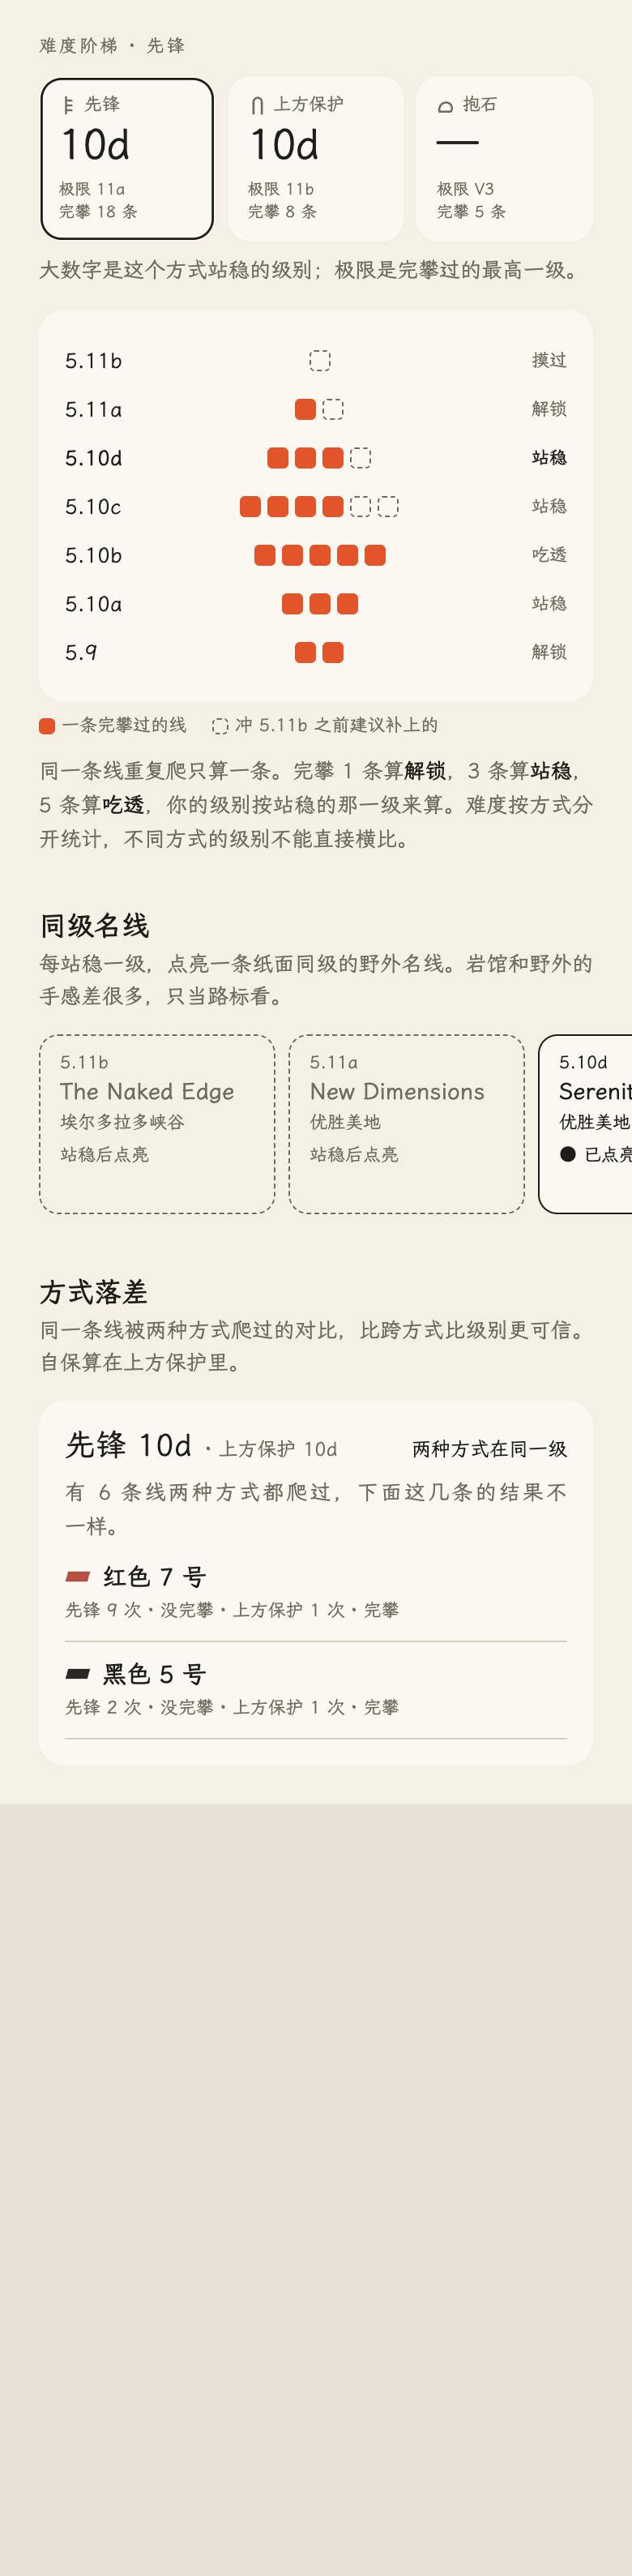 难度阶梯 · 先锋
先锋
10d
极限 11a
完攀 18 条
上方保护
10d
极限 11b
完攀 8 条
抱石
—
极限 V3
完攀 5 条
大数字是这个方式站稳的级别；极限是完攀过的最高一级。
5.11b 摸过
5.11a 解锁
5.10d 站稳
5.10c 站稳
5.10b 吃透
5.10a 站稳
5.9 解锁
一条完攀过的线 冲 5.11b 之前建议补上的
同一条线重复爬只算一条。完攀 1 条算解锁，3 条算站稳，
5 条算吃透，你的级别按站稳的那一级来算。难度按方式分
开统计，不同方式的级别不能直接横比。
同级名线
每站稳一级，点亮一条纸面同级的野外名线。岩馆和野外的
手感差很多，只当路标看。
5.11b
The Naked Edge
埃尔多拉多峡谷
站稳后点亮
5.11a
New Dimensions
优胜美地
站稳后点亮
5.10d
Serenit
优胜美地
已点亮
方式落差
同一条线被两种方式爬过的对比，比跨方式比级别更可信。
自保算在上方保护里。
先锋 10d · 上方保护 10d 两种方式在同一级
有 6 条线两种方式都爬过，下面这几条的结果不
一样。
红色 7 号
先锋 9 次 · 没完攀 · 上方保护 1 次 · 完攀
黑色 5 号
先锋 2 次 · 没完攀 · 上方保护 1 次 · 完攀